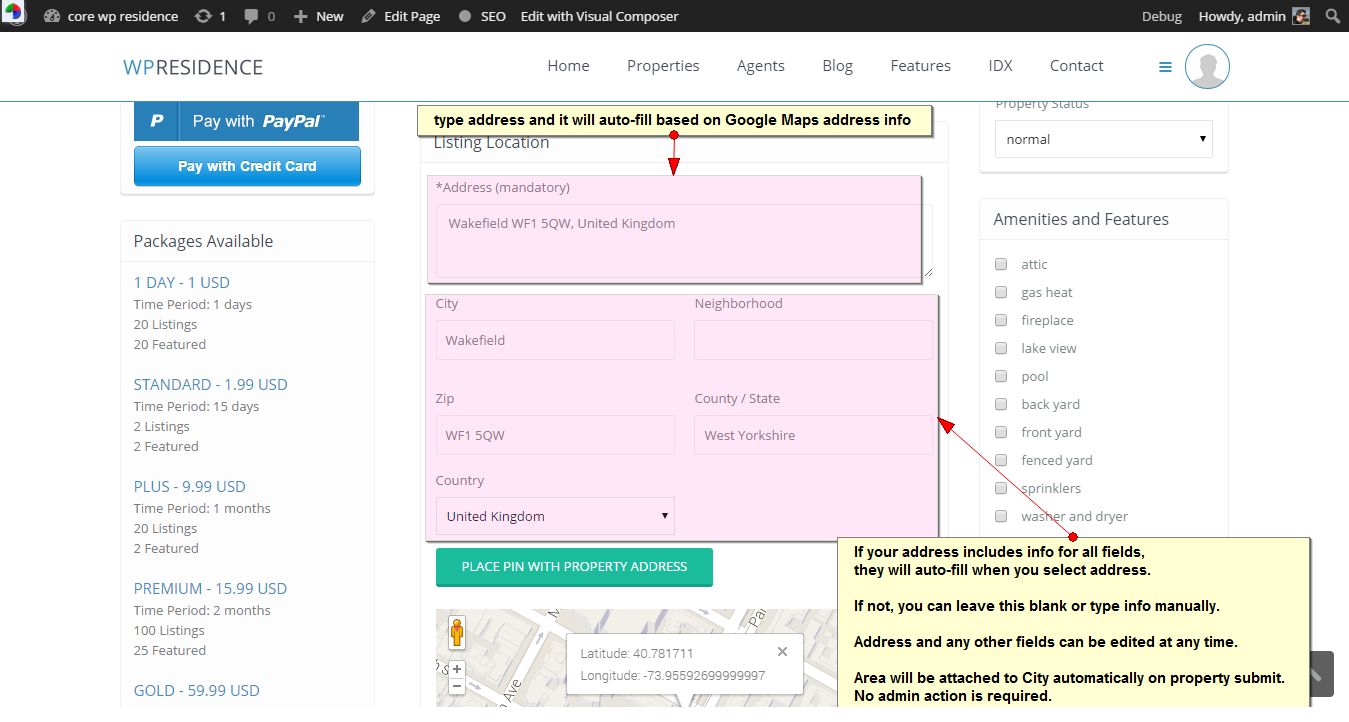 core wp residence
1
0
New
Edit Page
SEO
Edit with Visual Composer
Debug
Howdy, admin
WPRESIDENCE
Home
Properties
Agents
Blog
Features
IDX
Contact
P Pay with PayPal
Pay with Credit Card
Packages Available
1 DAY - 1 USD
Time Period: 1 days
20 Listings
20 Featured
STANDARD - 1.99 USD
Time Period: 15 days
2 Listings
2 Featured
PLUS - 9.99 USD
Time Period: 1 months
20 Listings
2 Featured
PREMIUM - 15.99 USD
Time Period: 2 months
100 Listings
25 Featured
GOLD - 59.99 USD
type address and it will auto-fill based on Google Maps address info
Listing Location
*Address (mandatory)
Wakefield WF1 5QW, United Kingdom
City
Wakefield
Neighborhood
Zip
WF1 5QW
County / State
West Yorkshire
Country
United Kingdom
PLACE PIN WITH PROPERTY ADDRESS
Latitude: 40.781711
Longitude: -73.95592699999997
Property Status
normal
Amenities and Features
attic
gas heat
fireplace
lake view
pool
back yard
front yard
fenced yard
sprinklers
washer and dryer
If your address includes info for all fields,
they will auto-fill when you select address.
If not, you can leave this blank or type info manually.
Address and any other fields can be edited at any time.
Area will be attached to City automatically on property submit.
No admin action is required.